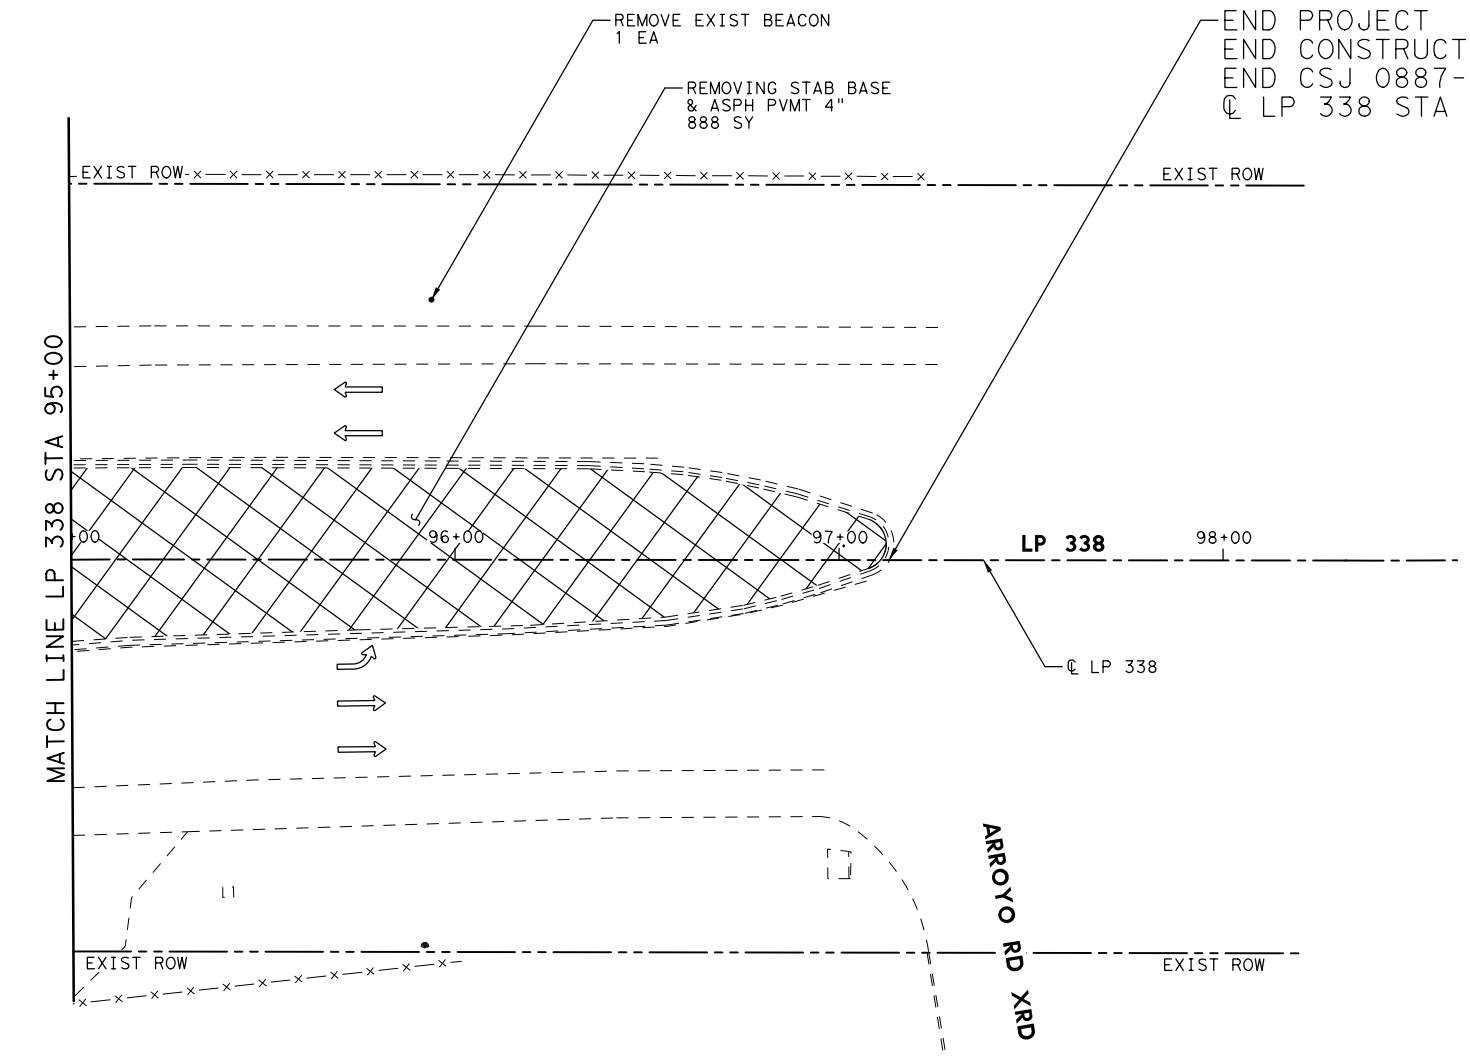 REMOVE EXIST BEACON
1 EA
END PROJECT
END CONSTRUCT
END CSJ 0887-
℄ LP 338 STA
REMOVING STAB BASE
& ASPH PVMT 4"
888 SY
EXIST ROW
EXIST ROW
MATCH LINE LP 338 STA 95+00
+00
96+00
97+00
LP 338
98+00
℄ LP 338
ARROYO RD XRD
EXIST ROW
EXIST ROW